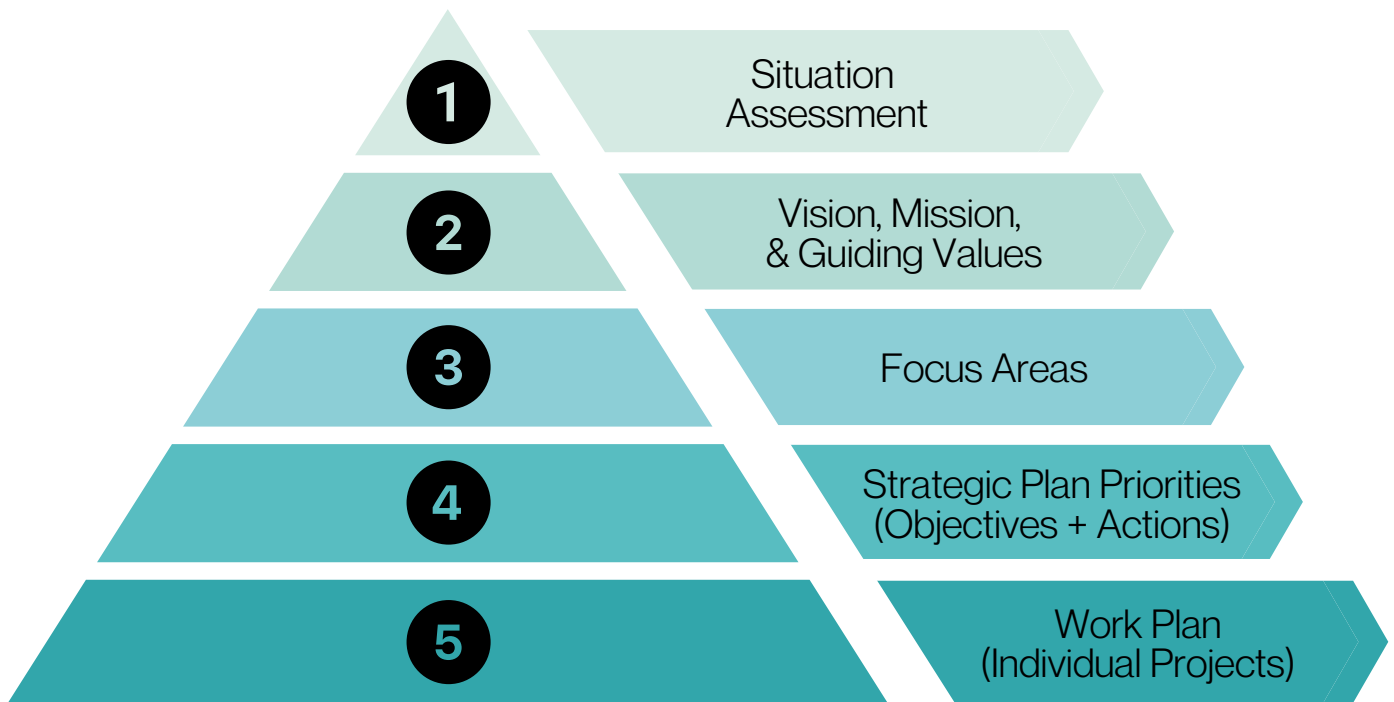 1
Situation
Assessment
2
Vision, Mission,
& Guiding Values
3
Focus Areas
4
Strategic Plan Priorities
(Objectives + Actions)
5
Work Plan
(Individual Projects)